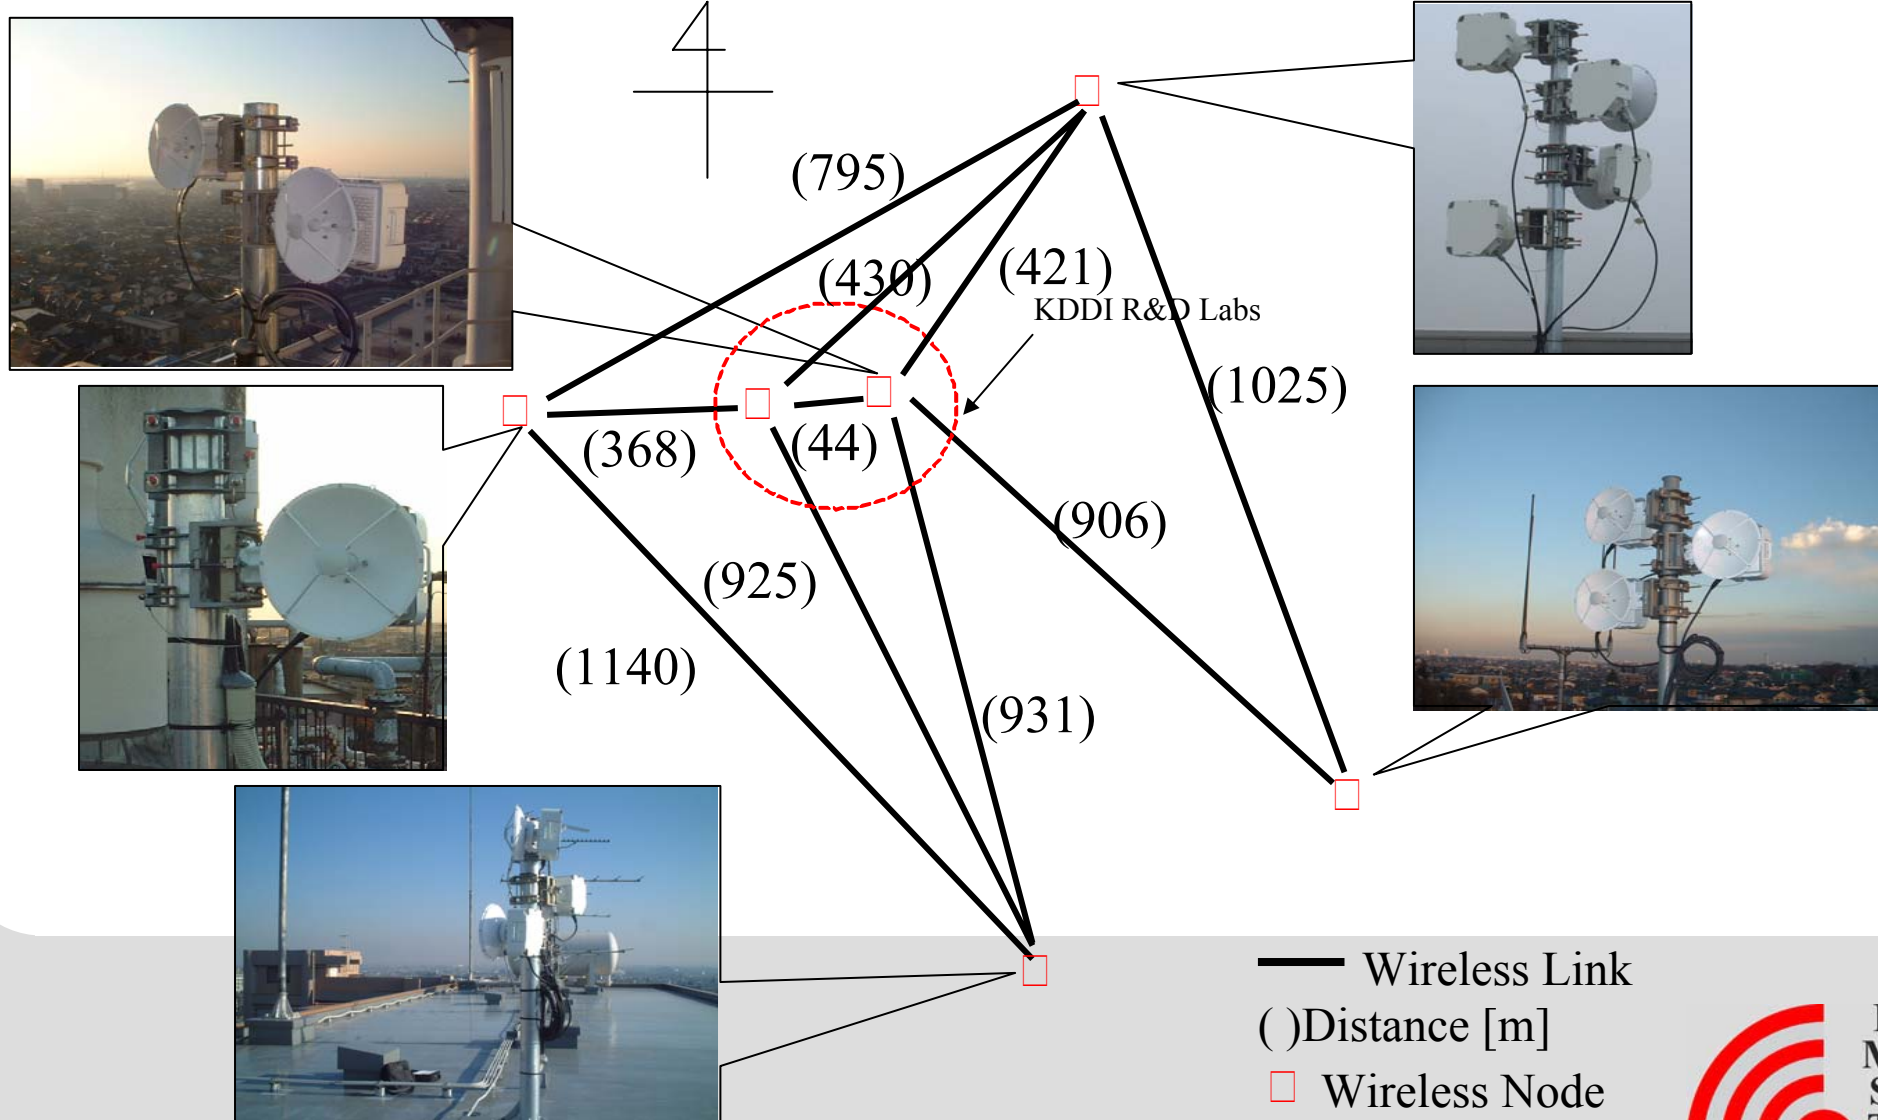 (795)
(430)
(421)
KDDI R&D Labs
(1025)
(368)
(44)
(906)
(925)
(1140)
(931)
Wireless Link
( )Distance [m]
Wireless Node